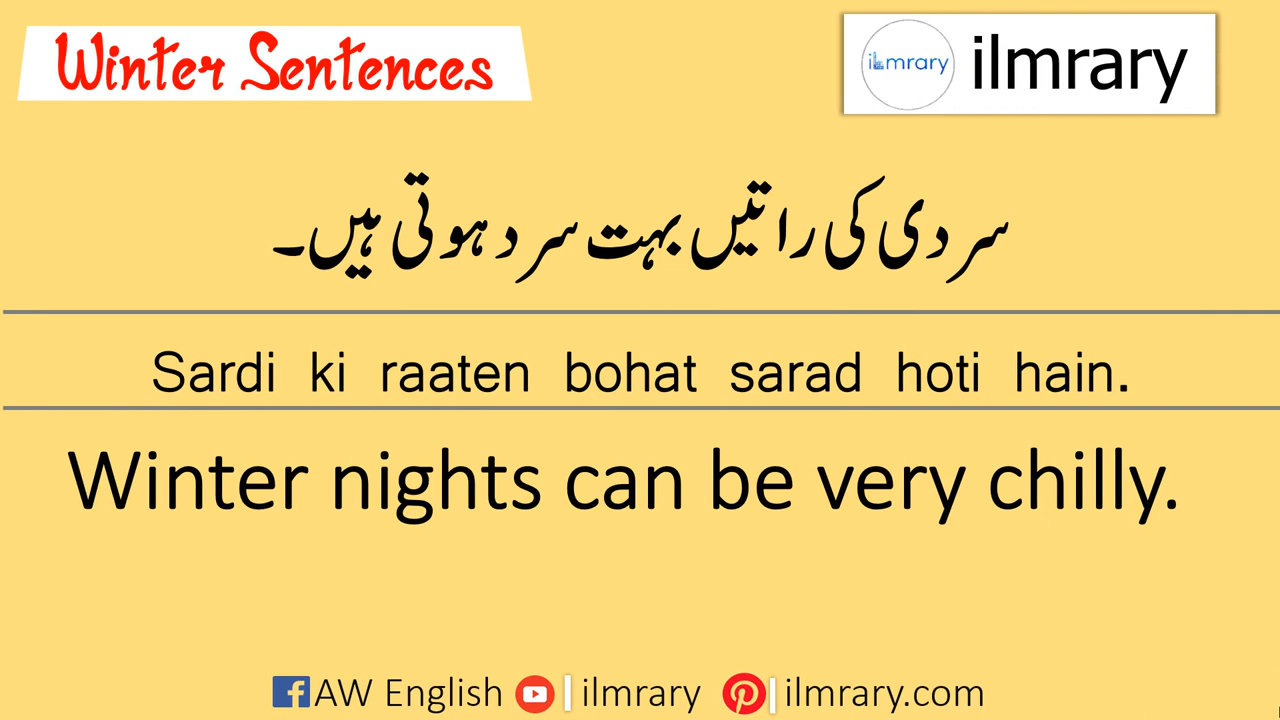 Winter Sentences
iLmrary ilmrary
سردی کی راتیں بہت سرد ہوتی ہیں۔
Sardi ki raaten bohat sarad hoti hain.
Winter nights can be very chilly.
AW English | ilmrary | ilmrary.com